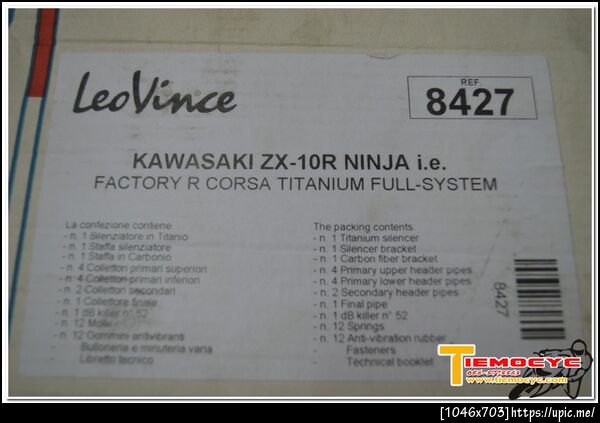 LeoVince
REF.
8427
KAWASAKI ZX-10R NINJA i.e.
FACTORY R CORSA TITANIUM FULL-SYSTEM
La confezione contiene
- n. 1 Silenziatore in Titanio
- n. 1 Staffa silenziatore
- n. 1 Staffa in Carbonio
- n. 4 Collettori primari superiori
- n. 4 Collettori primari inferiori
- n. 2 Collettori secondari
- n. 1 Collettore finale
- n. 1 dB killer n° 52
- n. 12 Molle
- n. 12 Gommini antivibranti
- Bulloneria e minuteria varia
- Libretto tecnico
The packing contents:
- n. 1 Titanium silencer
- n. 1 Silencer bracket
- n. 1 Carbon fiber bracket
- n. 4 Primary upper header pipes
- n. 4 Primary lower header pipes
- n. 2 Secondary header pipes
- n. 1 Final pipe
- n. 1 dB killer n° 52
- n. 12 Springs
- n. 12 Anti-vibration rubber
Fasteners
Technical booklet
8427
TIEMOCYC
www.tiemocyc.com
[1046x703]https://upic.me/